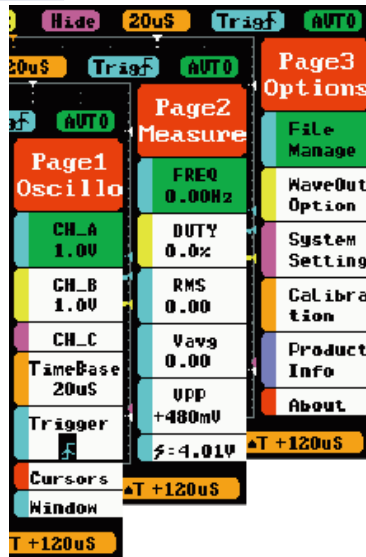 Hide 20uS Trig AUTO
20uS Trig AUTO
AUTO
Page3
Options
File
Manage
WaveOut
Option
System
Setting
Calibra
tion
Product
Info
About
▲T +120uS
Page2
Measure
FREQ
0.00Hz
DUTY
0.0%
RMS
0.00
Vavg
0.00
VPP
+480mV
⚡=4.01V
▲T +120uS
Page1
Oscillo
CH_A
1.0V
CH_B
1.0V
CH_C
TimeBase
20uS
Trigger
Cursors
Window
T +120uS